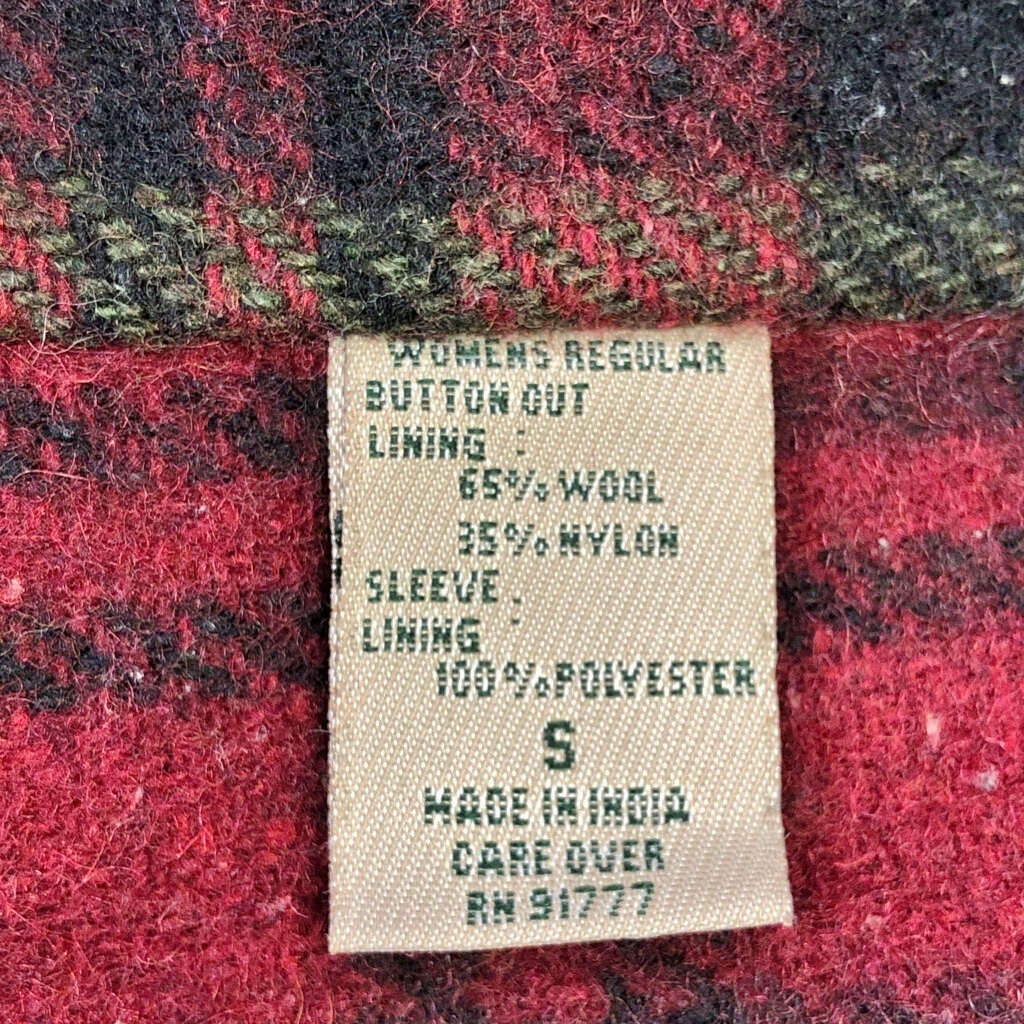 WOMENS REGULAR
BUTTON OUT
LINING :
65% WOOL
35% NYLON
SLEEVE :
LINING :
100% POLYESTER
S
MADE IN INDIA
CARE OVER
RN 91777